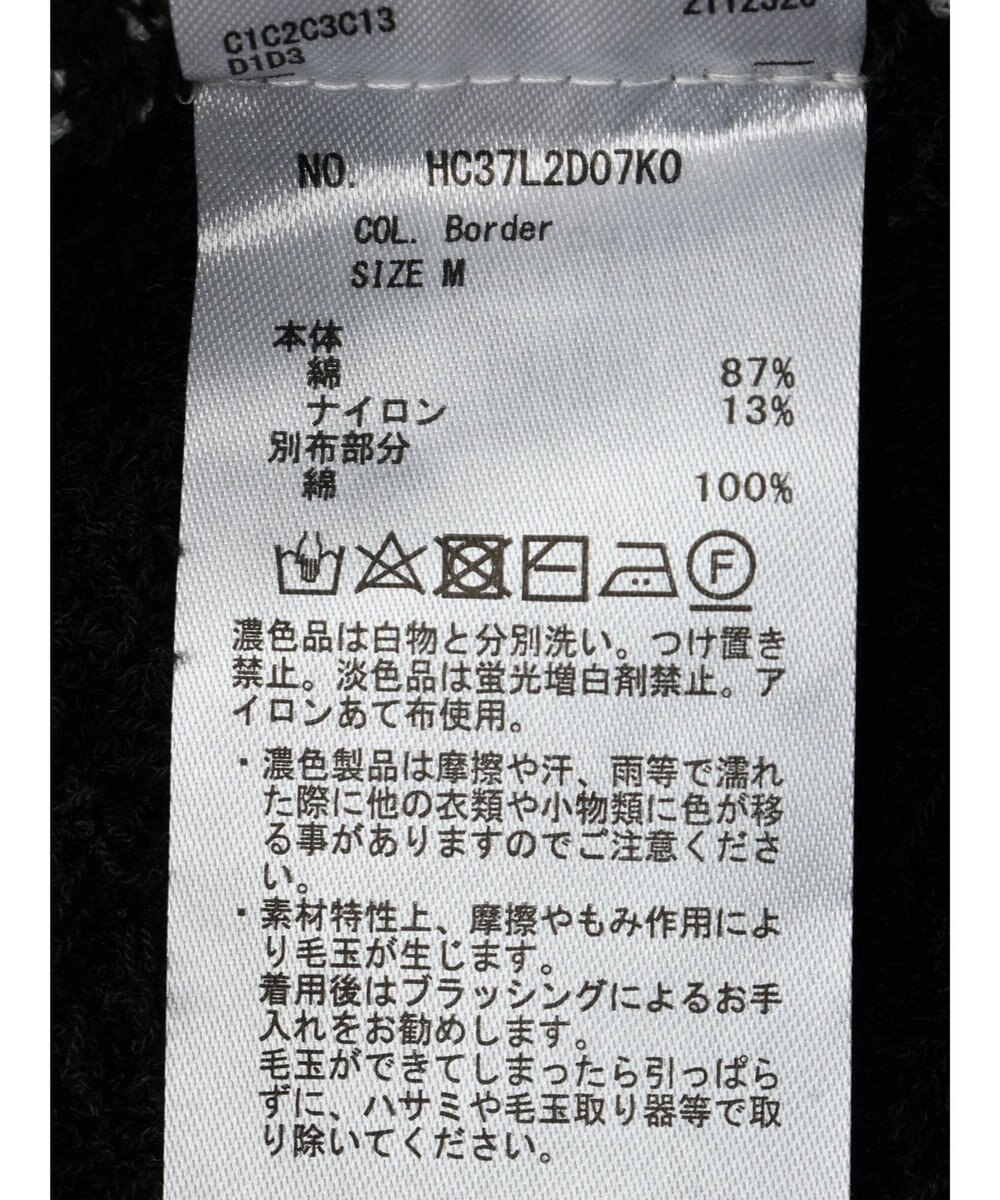 C1C2C3C13
D1D3
NO. HC37L2D07K0
COL. Border
SIZE M
本体
綿 87%
ナイロン 13%
別布部分
綿 100%
F
濃色品は白物と分別洗い。つけ置き
禁止。淡色品は蛍光増白剤禁止。ア
イロンあて布使用。
・濃色製品は摩擦や汗、雨等で濡れ
た際に他の衣類や小物類に色が移
る事がありますのでご注意くださ
い。
・素材特性上、摩擦やもみ作用によ
り毛玉が生じます。
着用後はブラッシングによるお手
入れをお勧めします。
毛玉ができてしまったら引っぱら
ずに、ハサミや毛玉取り器等で取
り除いてください。